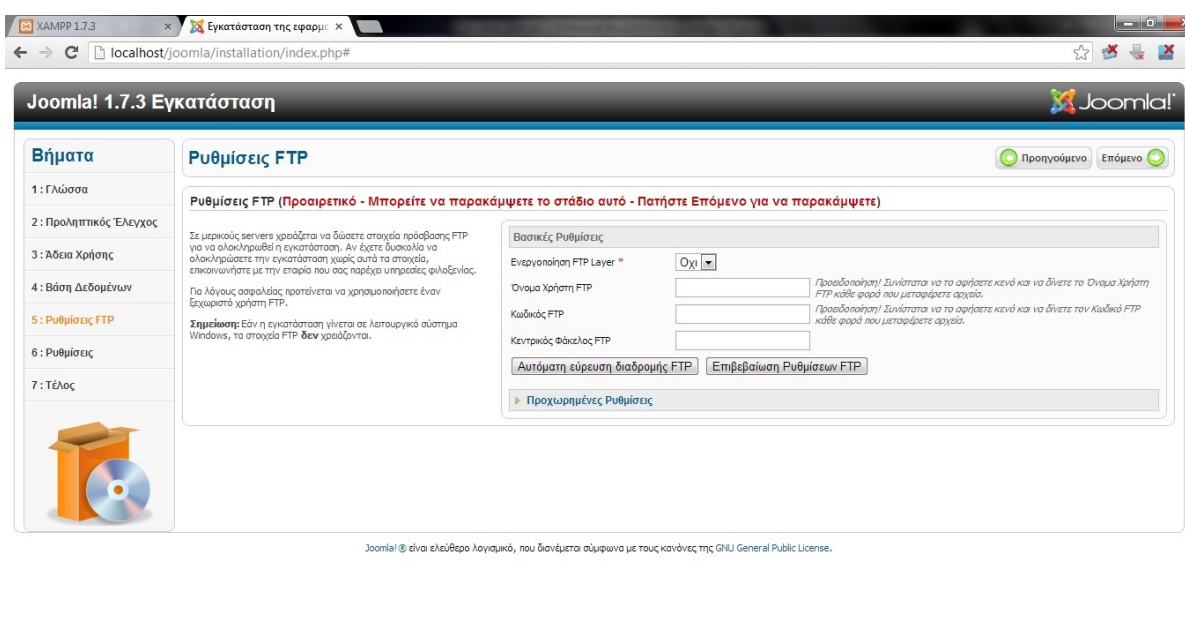 XAMPP 1.7.3
Εγκατάσταση της εφαρμο
localhost/joomla/installation/index.php#
Joomla! 1.7.3 Εγκατάσταση
Joomla!
Βήματα
1 : Γλώσσα
2 : Προληπτικός Έλεγχος
3 : Άδεια Χρήσης
4 : Βάση Δεδομένων
5 : Ρυθμίσεις FTP
6 : Ρυθμίσεις
7 : Τέλος
Ρυθμίσεις FTP
Προηγούμενο
Επόμενο
Ρυθμίσεις FTP (Προαιρετικό - Μπορείτε να παρακάμψετε το στάδιο αυτό - Πατήστε Επόμενο για να παρακάμψετε)
Σε μερικούς servers χρειάζεται να δώσετε στοιχεία πρόσβασης FTP
για να ολοκληρωθεί η εγκατάσταση. Αν έχετε δυσκολία να
ολοκληρώσετε την εγκατάσταση χωρίς αυτά τα στοιχεία,
επικοινωνήστε με την εταιρία που σας παρέχει υπηρεσίες φιλοξενίας.
Για λόγους ασφαλείας προτείνεται να χρησιμοποιήσετε έναν
ξεχωριστό χρήστη FTP.
Σημείωση: Εάν η εγκατάσταση γίνεται σε λειτουργικό σύστημα
Windows, τα στοιχεία FTP δεν χρειάζονται.
Βασικές Ρυθμίσεις
Ενεργοποίηση FTP Layer *
Όχι
Όνομα Χρήστη FTP
Προειδοποίηση! Συνίσταται να το αφήσετε κενό και να δίνετε το Όνομα Χρήστη
FTP κάθε φορά που μεταφέρετε αρχεία.
Κωδικός FTP
Προειδοποίηση! Συνίσταται να το αφήσετε κενό και να δίνετε τον Κωδικό FTP
κάθε φορά που μεταφέρετε αρχεία.
Κεντρικός Φάκελος FTP
Αυτόματη εύρευση διαδρομής FTP
Επιβεβαίωση Ρυθμίσεων FTP
Προχωρημένες Ρυθμίσεις
Joomla! ® είναι ελεύθερο λογισμικό, που διανέμεται σύμφωνα με τους κανόνες της GNU General Public License.